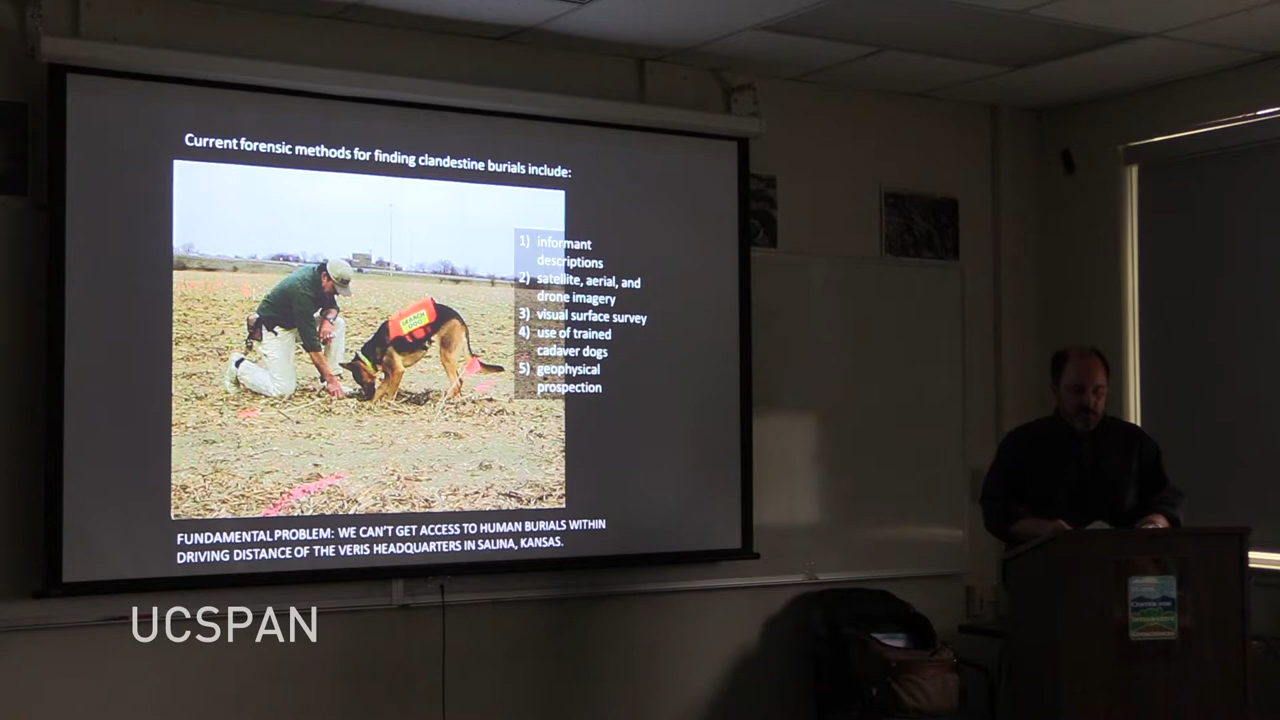 Current forensic methods for finding clandestine burials include:
1) informant
descriptions
2) satellite, aerial, and
drone imagery
3) visual surface survey
4) use of trained
cadaver dogs
5) geophysical
prospection
SEARCH
DOG
FUNDAMENTAL PROBLEM: WE CAN'T GET ACCESS TO HUMAN BURIALS WITHIN
DRIVING DISTANCE OF THE VERIS HEADQUARTERS IN SALINA, KANSAS.
UCSPAN